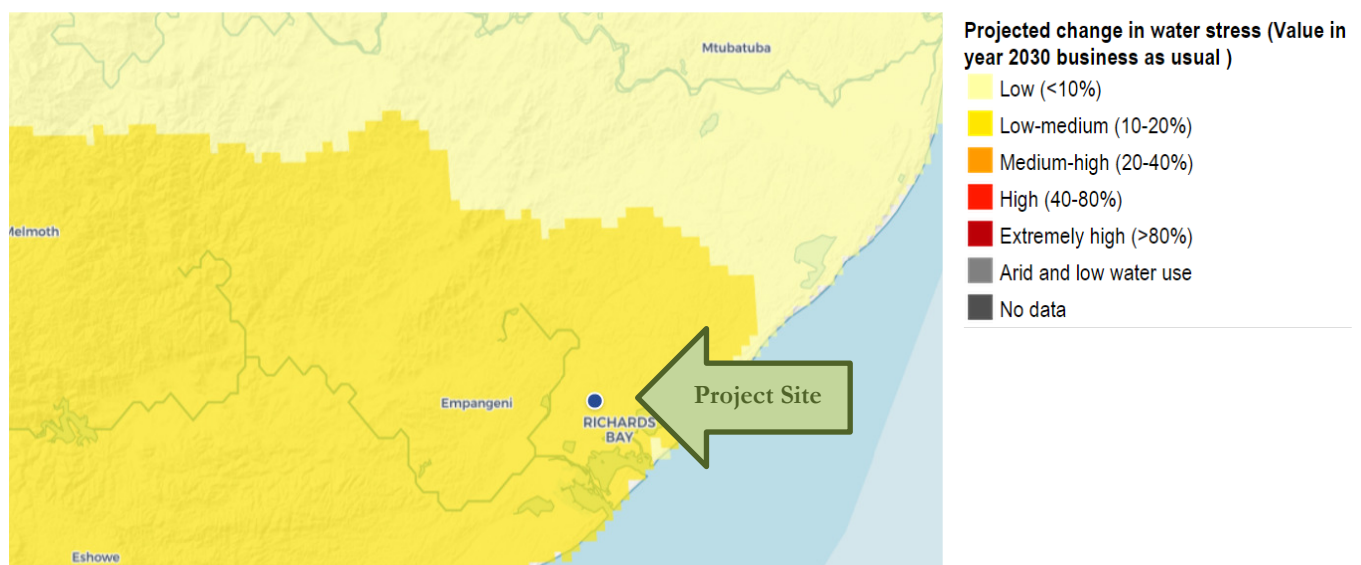 Mtubatuba
Melmoth
Empangeni
RICHARDS
BAY
Eshowe
Project Site
Projected change in water stress (Value in
year 2030 business as usual )
Low (<10%)
Low-medium (10-20%)
Medium-high (20-40%)
High (40-80%)
Extremely high (>80%)
Arid and low water use
No data